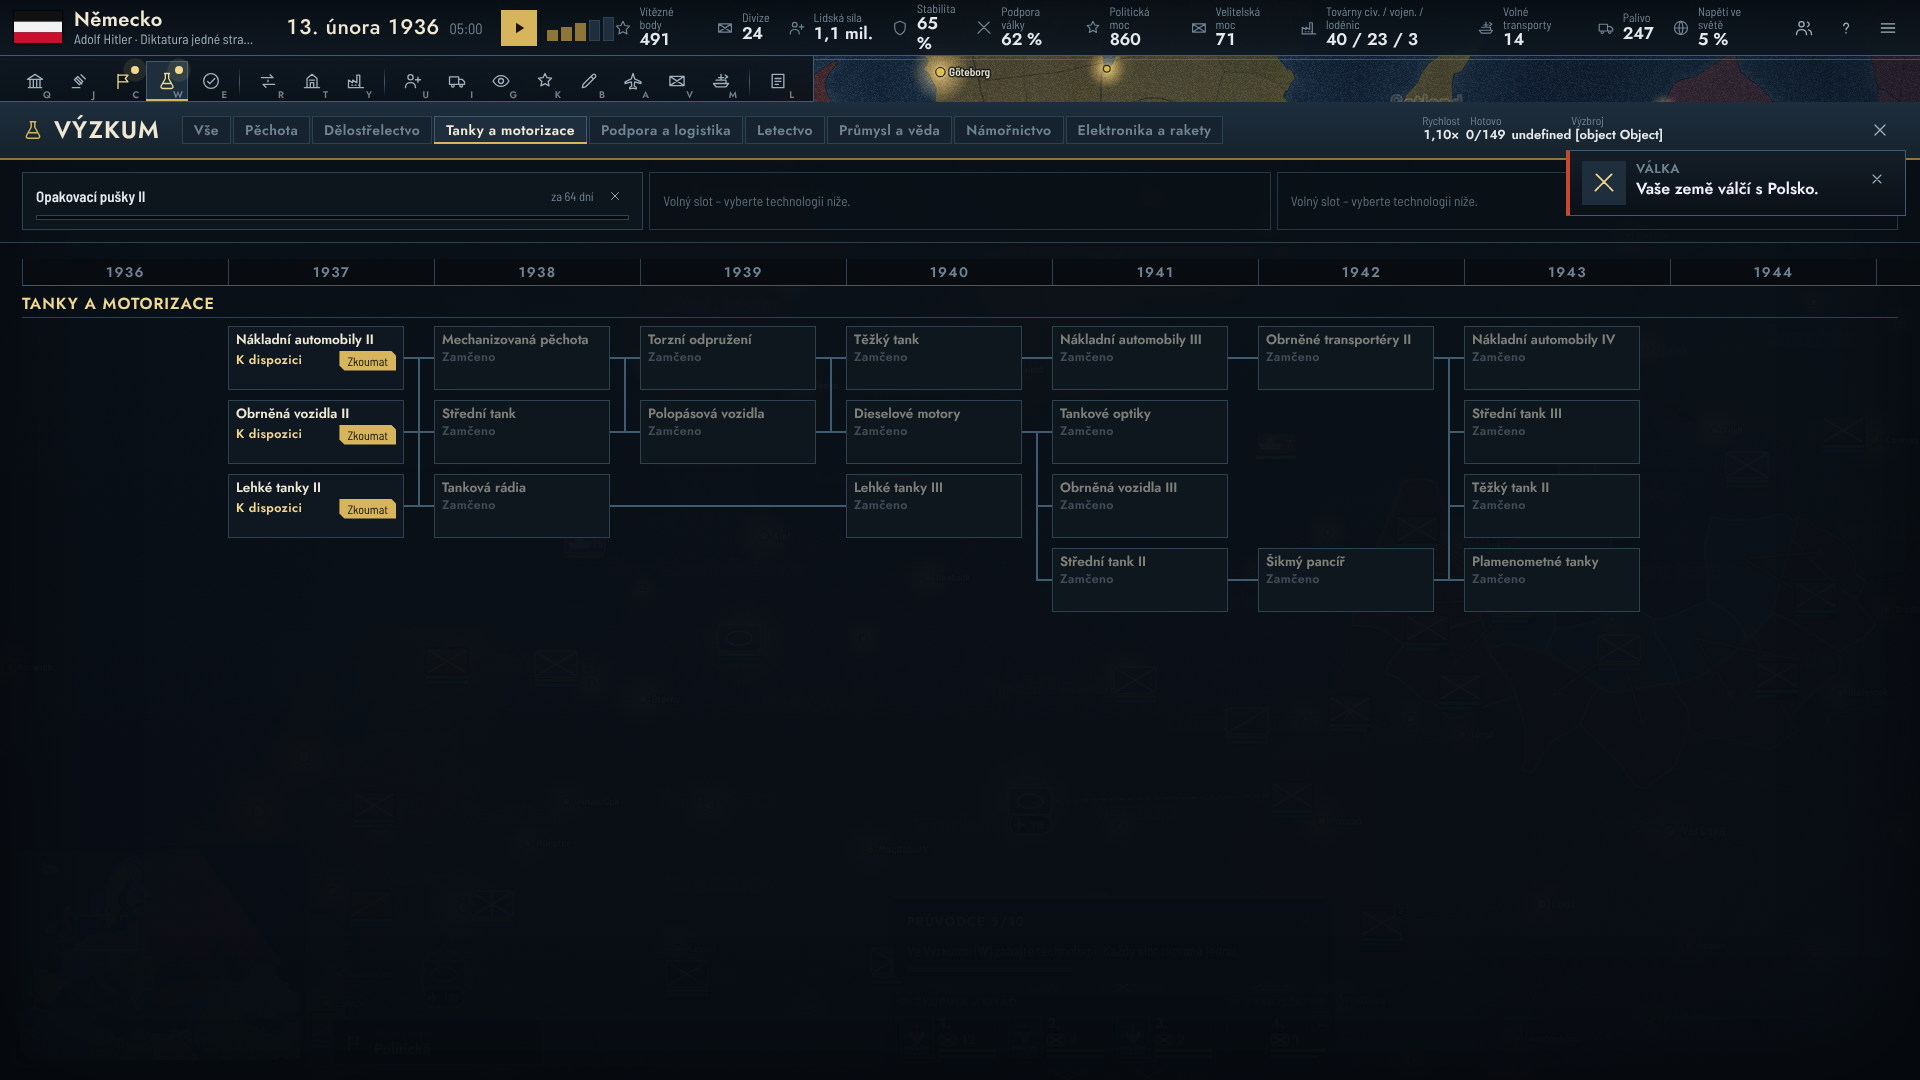 Německo
Adolf Hitler · Diktatura jedné stra...
13. února 1936 05:00
Vítězné body 491
Divize 24
Lidská síla 1,1 mil.
Stabilita 65 %
Podpora války 62 %
Politická moc 860
Velitelská moc 71
Továrny civ. / vojen. / loděnic 40 / 23 / 3
Volné transporty 14
Palivo 247
Napětí ve světě 5 %
?
Q J C W E R T Y U I G K B A V M L
Göteborg
VÝZKUM
Vše Pěchota Dělostřelectvo Tanky a motorizace Podpora a logistika Letectvo Průmysl a věda Námořnictvo Elektronika a rakety
Rychlost Hotovo Výzbroj
1,10× 0/149 undefined [object Object]
VÁLKA
Vaše země válčí s Polsko.
Opakovací pušky II za 64 dní
Volný slot – vyberte technologii níže.
Volný slot – vyberte technologii níže.
1936 1937 1938 1939 1940 1941 1942 1943 1944
TANKY A MOTORIZACE
Nákladní automobily II
K dispozici Zkoumat
Mechanizovaná pěchota
Zamčeno
Torzní odpružení
Zamčeno
Těžký tank
Zamčeno
Nákladní automobily III
Zamčeno
Obrněné transportéry II
Zamčeno
Nákladní automobily IV
Zamčeno
Obrněná vozidla II
K dispozici Zkoumat
Střední tank
Zamčeno
Polopásová vozidla
Zamčeno
Dieselové motory
Zamčeno
Tankové optiky
Zamčeno
Střední tank III
Zamčeno
Lehké tanky II
K dispozici Zkoumat
Tanková rádia
Zamčeno
Lehké tanky III
Zamčeno
Obrněná vozidla III
Zamčeno
Těžký tank II
Zamčeno
Střední tank II
Zamčeno
Šikmý pancíř
Zamčeno
Plamenometné tanky
Zamčeno